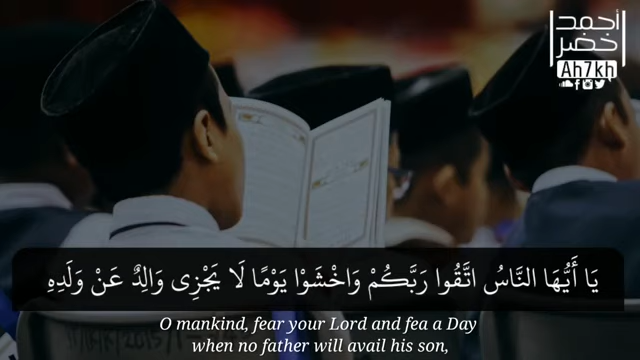 أحمد
خضر
Ah7kh
يَا أَيُّهَا النَّاسُ اتَّقُوا رَبَّكُمْ وَاخْشَوْا يَوْمًا لَا يَجْزِى وَالِدٌ عَنْ وَلَدِهِ
O mankind, fear your Lord and fea a Day
when no father will avail his son,